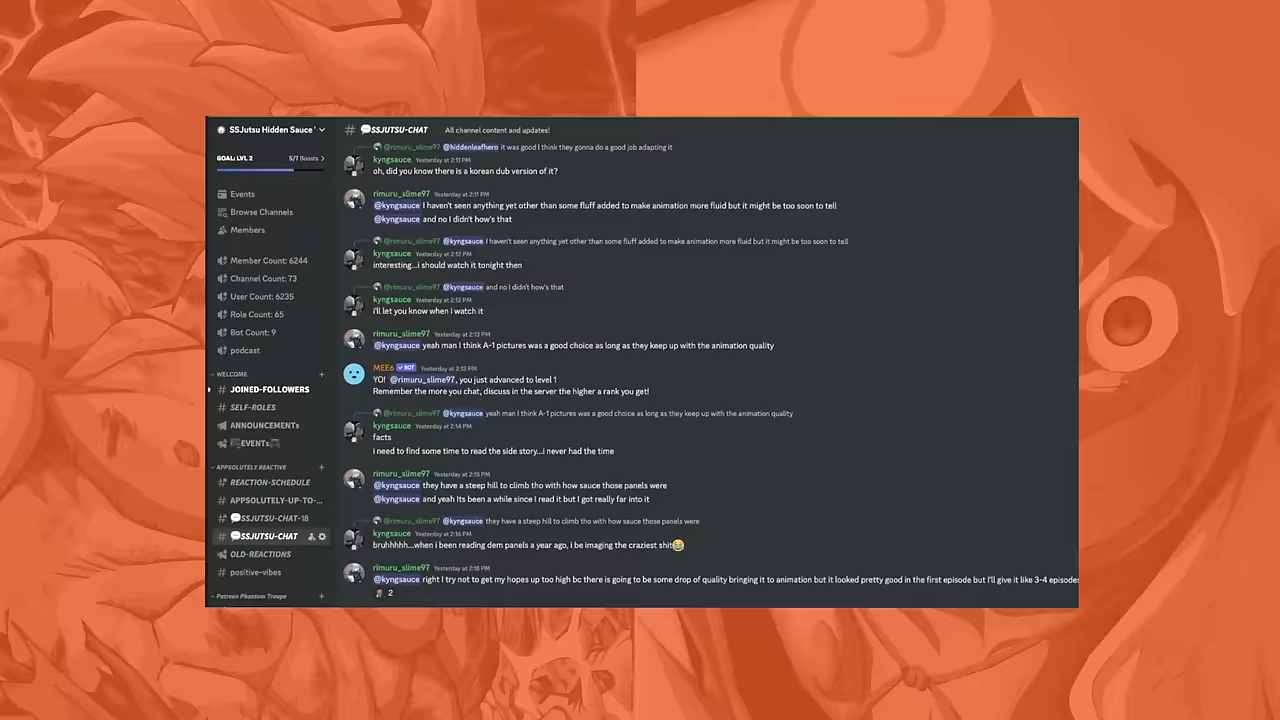 SSJutsu Hidden Sauce
GOAL: LVL 2 5/7 Boosts
Events
Browse Channels
Members
Member Count: 6244
Channel Count: 73
User Count: 6235
Role Count: 65
Bot Count: 9
podcast
WELCOME
JOINED-FOLLOWERS
SELF-ROLES
ANNOUNCEMENTs
EVENTs
APPSOLUTELY REACTIVE
REACTION-SCHEDULE
APPSOLUTELY-UP-TO-...
💬SSJUTSU-CHAT-18
💬SSJUTSU-CHAT
OLD-REACTIONS
positive-vibes
Patreon Phantom Troupe
# 💬SSJUTSU-CHAT All channel content and updates!
@rimuru_slime97 @hiddenleafhero it was good I think they gonna do a good job adapting it
kyngsauce Yesterday at 2:11 PM
oh, did you know there is a korean dub version of it?
rimuru_slime97 Yesterday at 2:11 PM
@kyngsauce I haven't seen anything yet other than some fluff added to make animation more fluid but it might be too soon to tell
@kyngsauce and no I didn't how's that
@rimuru_slime97 @kyngsauce I haven't seen anything yet other than some fluff added to make animation more fluid but it might be too soon to tell
kyngsauce Yesterday at 2:12 PM
interesting...i should watch it tonight then
@rimuru_slime97 @kyngsauce and no I didn't how's that
kyngsauce Yesterday at 2:12 PM
i'll let you know when i watch it
rimuru_slime97 Yesterday at 2:13 PM
@kyngsauce yeah man I think A-1 pictures was a good choice as long as they keep up with the animation quality
MEE6 ✓ BOT Yesterday at 2:13 PM
YO! @rimuru_slime97, you just advanced to level 1
Remember the more you chat, discuss in the server the higher a rank you get!
@rimuru_slime97 @kyngsauce yeah man I think A-1 pictures was a good choice as long as they keep up with the animation quality
kyngsauce Yesterday at 2:14 PM
facts
i need to find some time to read the side story...i never had the time
rimuru_slime97 Yesterday at 2:15 PM
@kyngsauce they have a steep hill to climb tho with how sauce those panels were
@kyngsauce and yeah Its been a while since I read it but I got really far into it
@rimuru_slime97 @kyngsauce they have a steep hill to climb tho with how sauce those panels were
kyngsauce Yesterday at 2:16 PM
bruhhhhh...when i been reading dem panels a year ago, i be imaging the craziest shit😂
rimuru_slime97 Yesterday at 2:18 PM
@kyngsauce right I try not to get my hopes up too high bc there is going to be some drop of quality bringing it to animation but it looked pretty good in the first episode but I'll give it like 3-4 episodes
2